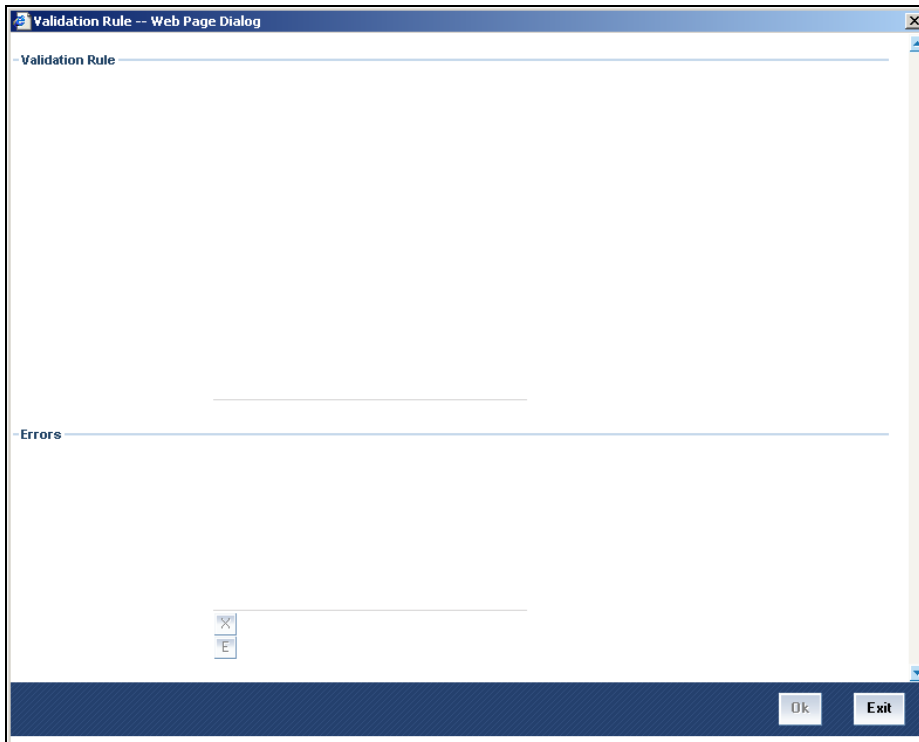 Validation Rule -- Web Page Dialog
Validation Rule
Errors
X
E
Ok
Exit